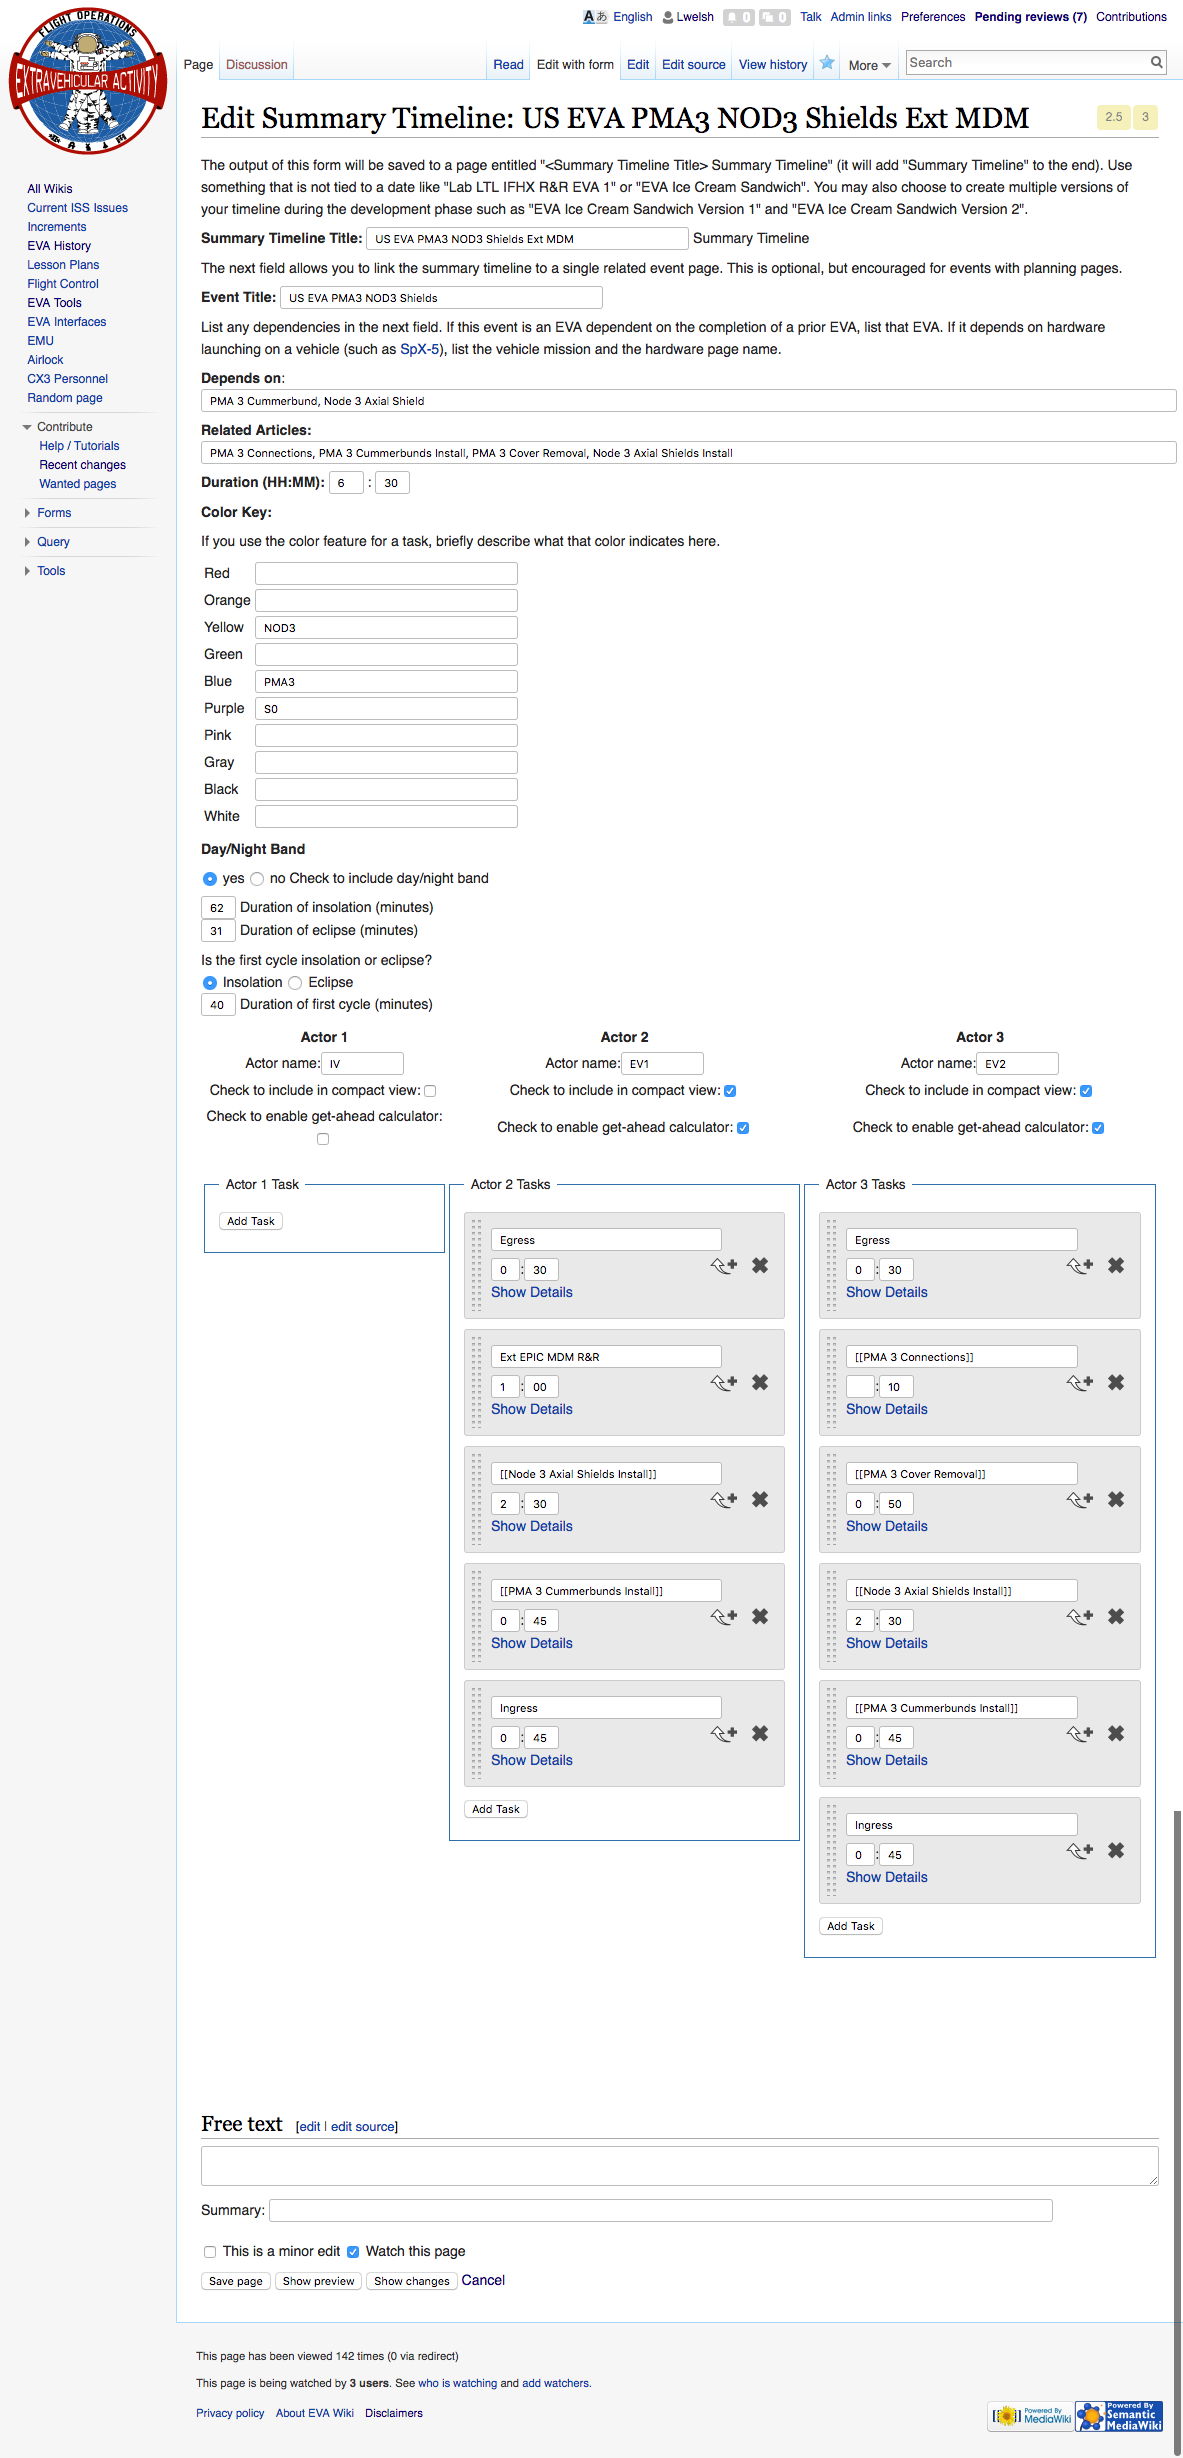 FLIGHT OPERATIONS
EXTRAVEHICULAR ACTIVITY
Aあ English Lwelsh 0 0 Talk Admin links Preferences Pending reviews (7) Contributions
Page Discussion Read Edit with form Edit Edit source View history More Search
Edit Summary Timeline: US EVA PMA3 NOD3 Shields Ext MDM 2.5 3
The output of this form will be saved to a page entitled "<Summary Timeline Title> Summary Timeline" (it will add "Summary Timeline" to the end). Use
something that is not tied to a date like "Lab LTL IFHX R&R EVA 1" or "EVA Ice Cream Sandwich". You may also choose to create multiple versions of
your timeline during the development phase such as "EVA Ice Cream Sandwich Version 1" and "EVA Ice Cream Sandwich Version 2".
Summary Timeline Title: US EVA PMA3 NOD3 Shields Ext MDM Summary Timeline
The next field allows you to link the summary timeline to a single related event page. This is optional, but encouraged for events with planning pages.
Event Title: US EVA PMA3 NOD3 Shields
List any dependencies in the next field. If this event is an EVA dependent on the completion of a prior EVA, list that EVA. If it depends on hardware
launching on a vehicle (such as SpX-5), list the vehicle mission and the hardware page name.
Depends on:
PMA 3 Cummerbund, Node 3 Axial Shield
Related Articles:
PMA 3 Connections, PMA 3 Cummerbunds Install, PMA 3 Cover Removal, Node 3 Axial Shields Install
Duration (HH:MM): 6 : 30
Color Key:
If you use the color feature for a task, briefly describe what that color indicates here.
Red
Orange
Yellow NOD3
Green
Blue PMA3
Purple S0
Pink
Gray
Black
White
Day/Night Band
yes no Check to include day/night band
62 Duration of insolation (minutes)
31 Duration of eclipse (minutes)
Is the first cycle insolation or eclipse?
Insolation Eclipse
40 Duration of first cycle (minutes)
All Wikis
Current ISS Issues
Increments
EVA History
Lesson Plans
Flight Control
EVA Tools
EVA Interfaces
EMU
Airlock
CX3 Personnel
Random page
Contribute
Help / Tutorials
Recent changes
Wanted pages
Forms
Query
Tools
Actor 1
Actor name: IV
Check to include in compact view:
Check to enable get-ahead calculator:
Actor 2
Actor name: EV1
Check to include in compact view:
Check to enable get-ahead calculator:
Actor 3
Actor name: EV2
Check to include in compact view:
Check to enable get-ahead calculator:
Actor 1 Task
Add Task
Actor 2 Tasks
Egress
0 : 30
Show Details
Ext EPIC MDM R&R
1 : 00
Show Details
[[Node 3 Axial Shields Install]]
2 : 30
Show Details
[[PMA 3 Cummerbunds Install]]
0 : 45
Show Details
Ingress
0 : 45
Show Details
Add Task
Actor 3 Tasks
Egress
0 : 30
Show Details
[[PMA 3 Connections]]
: 10
Show Details
[[PMA 3 Cover Removal]]
0 : 50
Show Details
[[Node 3 Axial Shields Install]]
2 : 30
Show Details
[[PMA 3 Cummerbunds Install]]
0 : 45
Show Details
Ingress
0 : 45
Show Details
Add Task
Free text [edit | edit source]
Summary:
This is a minor edit Watch this page
Save page Show preview Show changes Cancel
This page has been viewed 142 times (0 via redirect)
This page is being watched by 3 users. See who is watching and add watchers.
Privacy policy About EVA Wiki Disclaimers
Powered By MediaWiki
Powered By Semantic MediaWiki